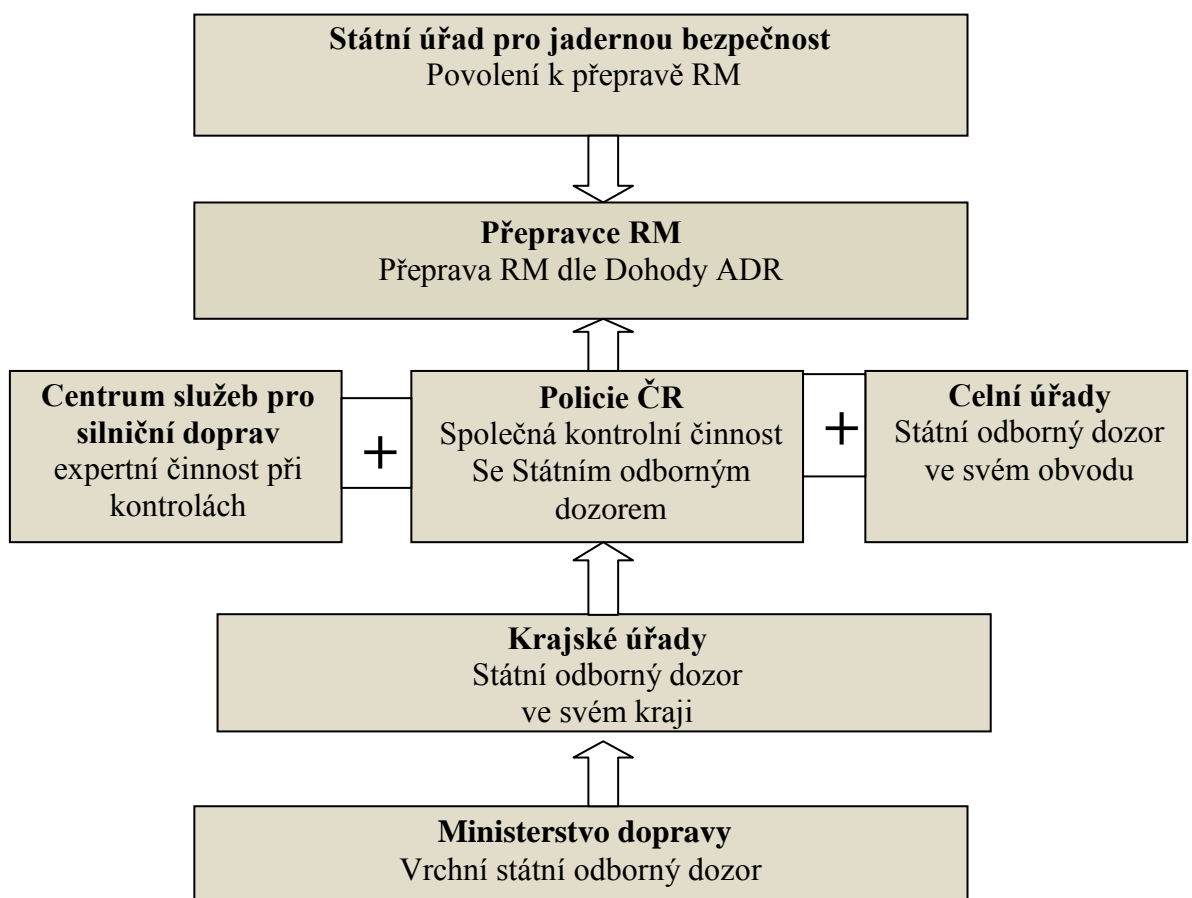 Státní úřad pro jadernou bezpečnost
Povolení k přepravě RM
Přepravce RM
Přeprava RM dle Dohody ADR
Centrum služeb pro
silniční doprav
expertní činnost při
kontrolách
+
Policie ČR
Společná kontrolní činnost
Se Státním odborným
dozorem
+
Celní úřady
Státní odborný dozor
ve svém obvodu
Krajské úřady
Státní odborný dozor
ve svém kraji
Ministerstvo dopravy
Vrchní státní odborný dozor